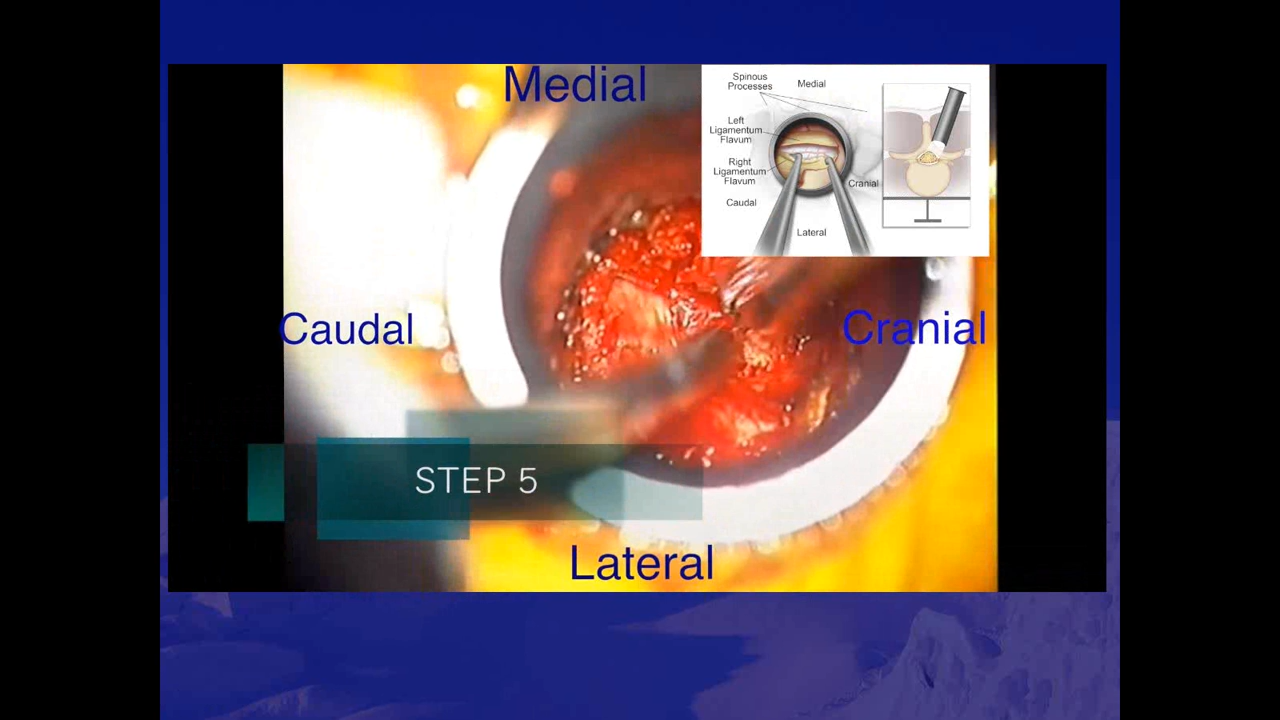 Medial
Spinous
Processes
Medial
Left
Ligamentum
Flavum
Right
Ligamentum
Flavum
Cranial
Caudal
Lateral
Caudal
Cranial
STEP 5
Lateral